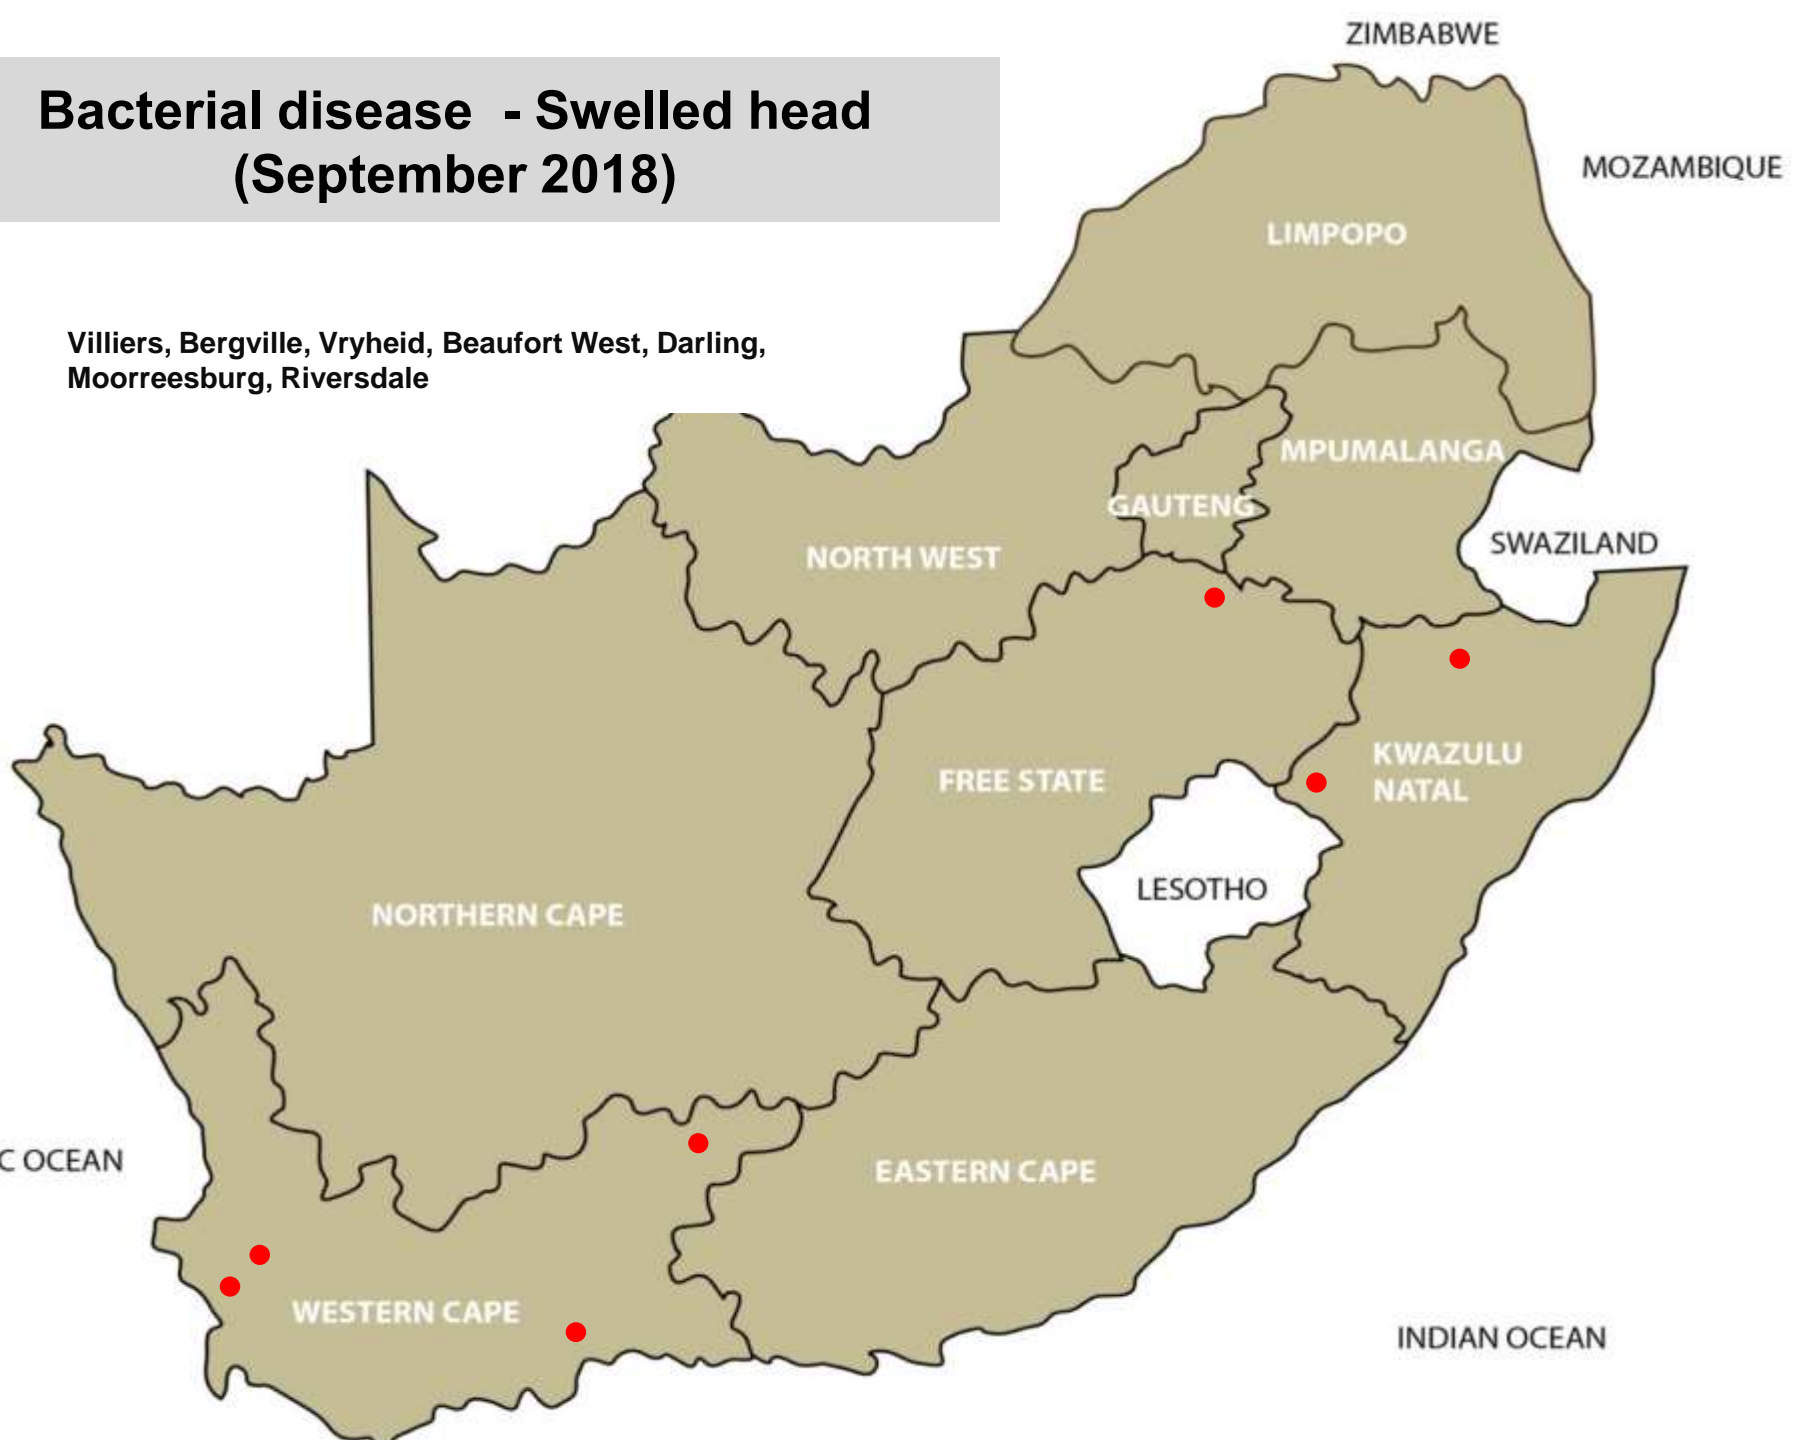 ZIMBABWE
Bacterial disease - Swelled head
(September 2018)
MOZAMBIQUE
LIMPOPO
Villiers, Bergville, Vryheid, Beaufort West, Darling,
Moorreesburg, Riversdale
MPUMALANGA
GAUTENG
SWAZILAND
NORTH WEST
KWAZULU
NATAL
FREE STATE
LESOTHO
NORTHERN CAPE
C OCEAN
EASTERN CAPE
WESTERN CAPE
INDIAN OCEAN